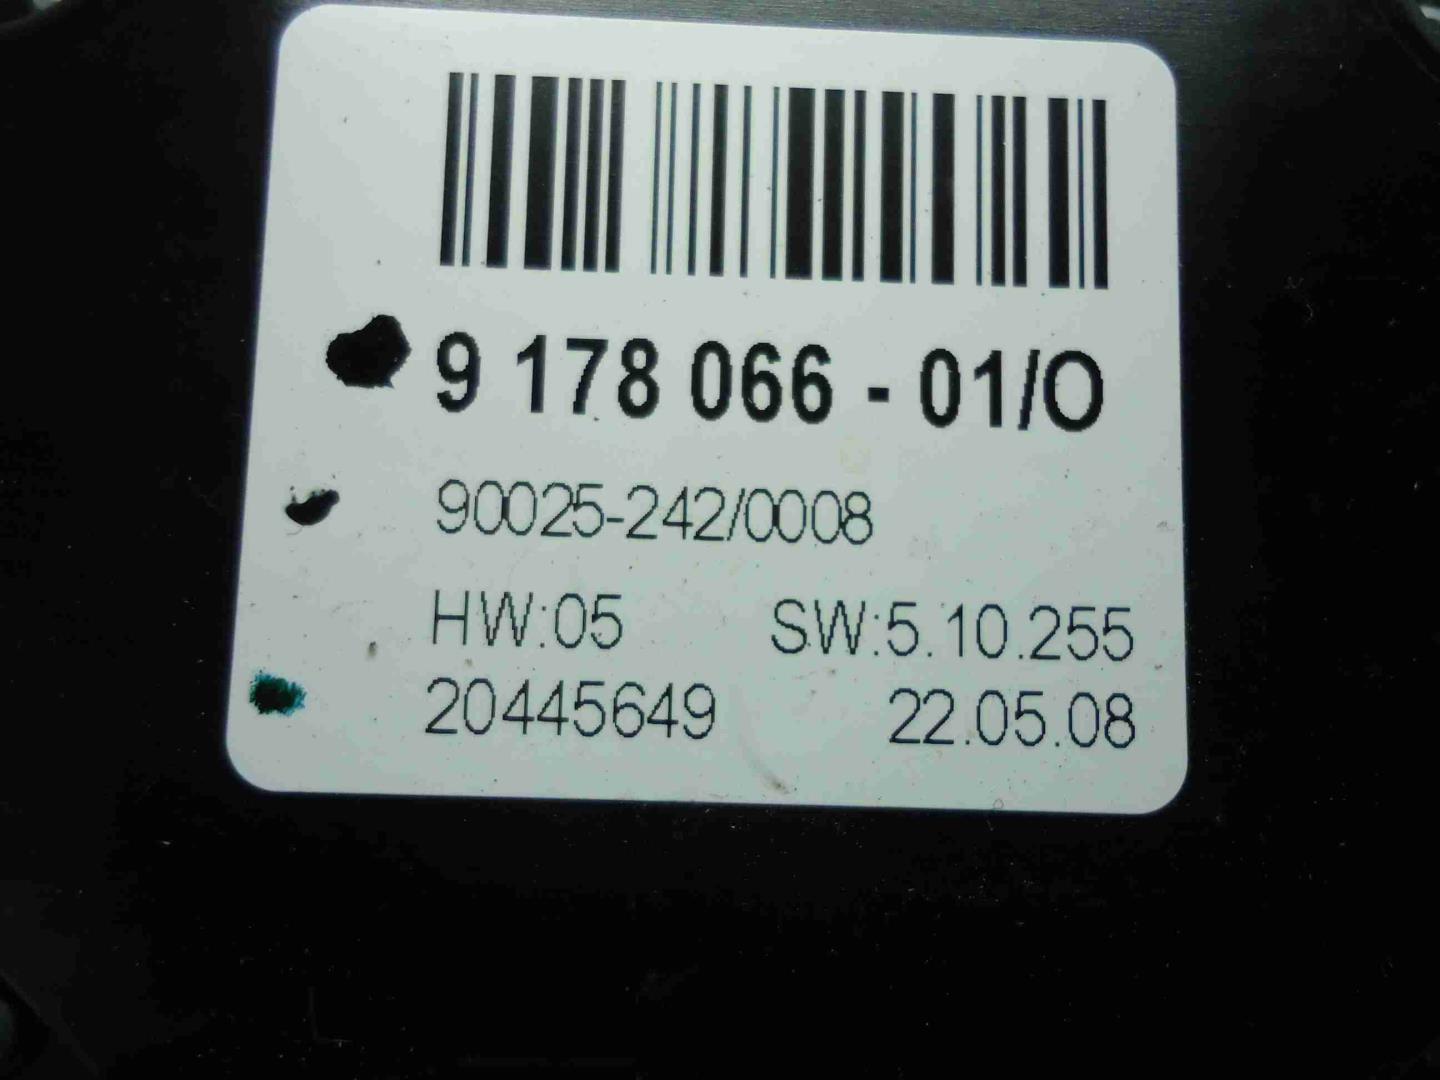 9 178 066 - 01/O
90025-242/0008
HW:05 SW:5.10.255
20445649 22.05.08